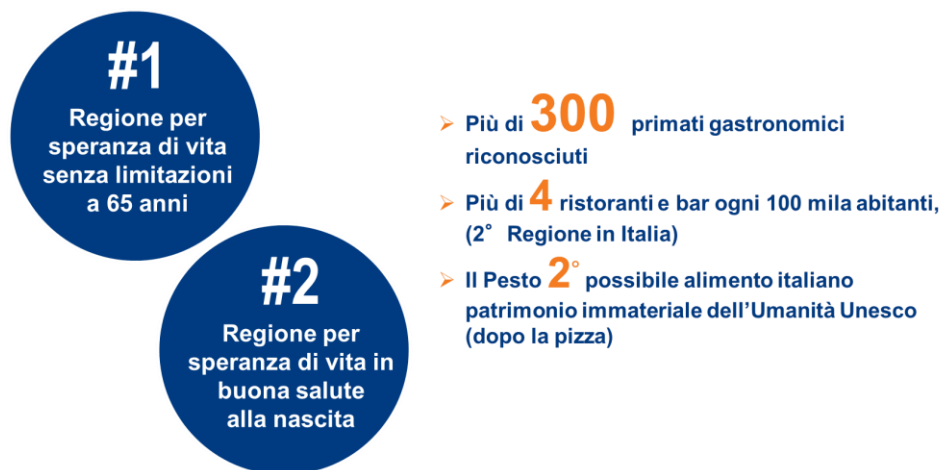 #1
Regione per
speranza di vita
senza limitazioni
a 65 anni
#2
Regione per
speranza di vita in
buona salute
alla nascita
➢ Più di 300 primati gastronomici
riconosciuti
➢ Più di 4 ristoranti e bar ogni 100 mila abitanti,
(2° Regione in Italia)
➢ Il Pesto 2° possibile alimento italiano
patrimonio immateriale dell’Umanità Unesco
(dopo la pizza)